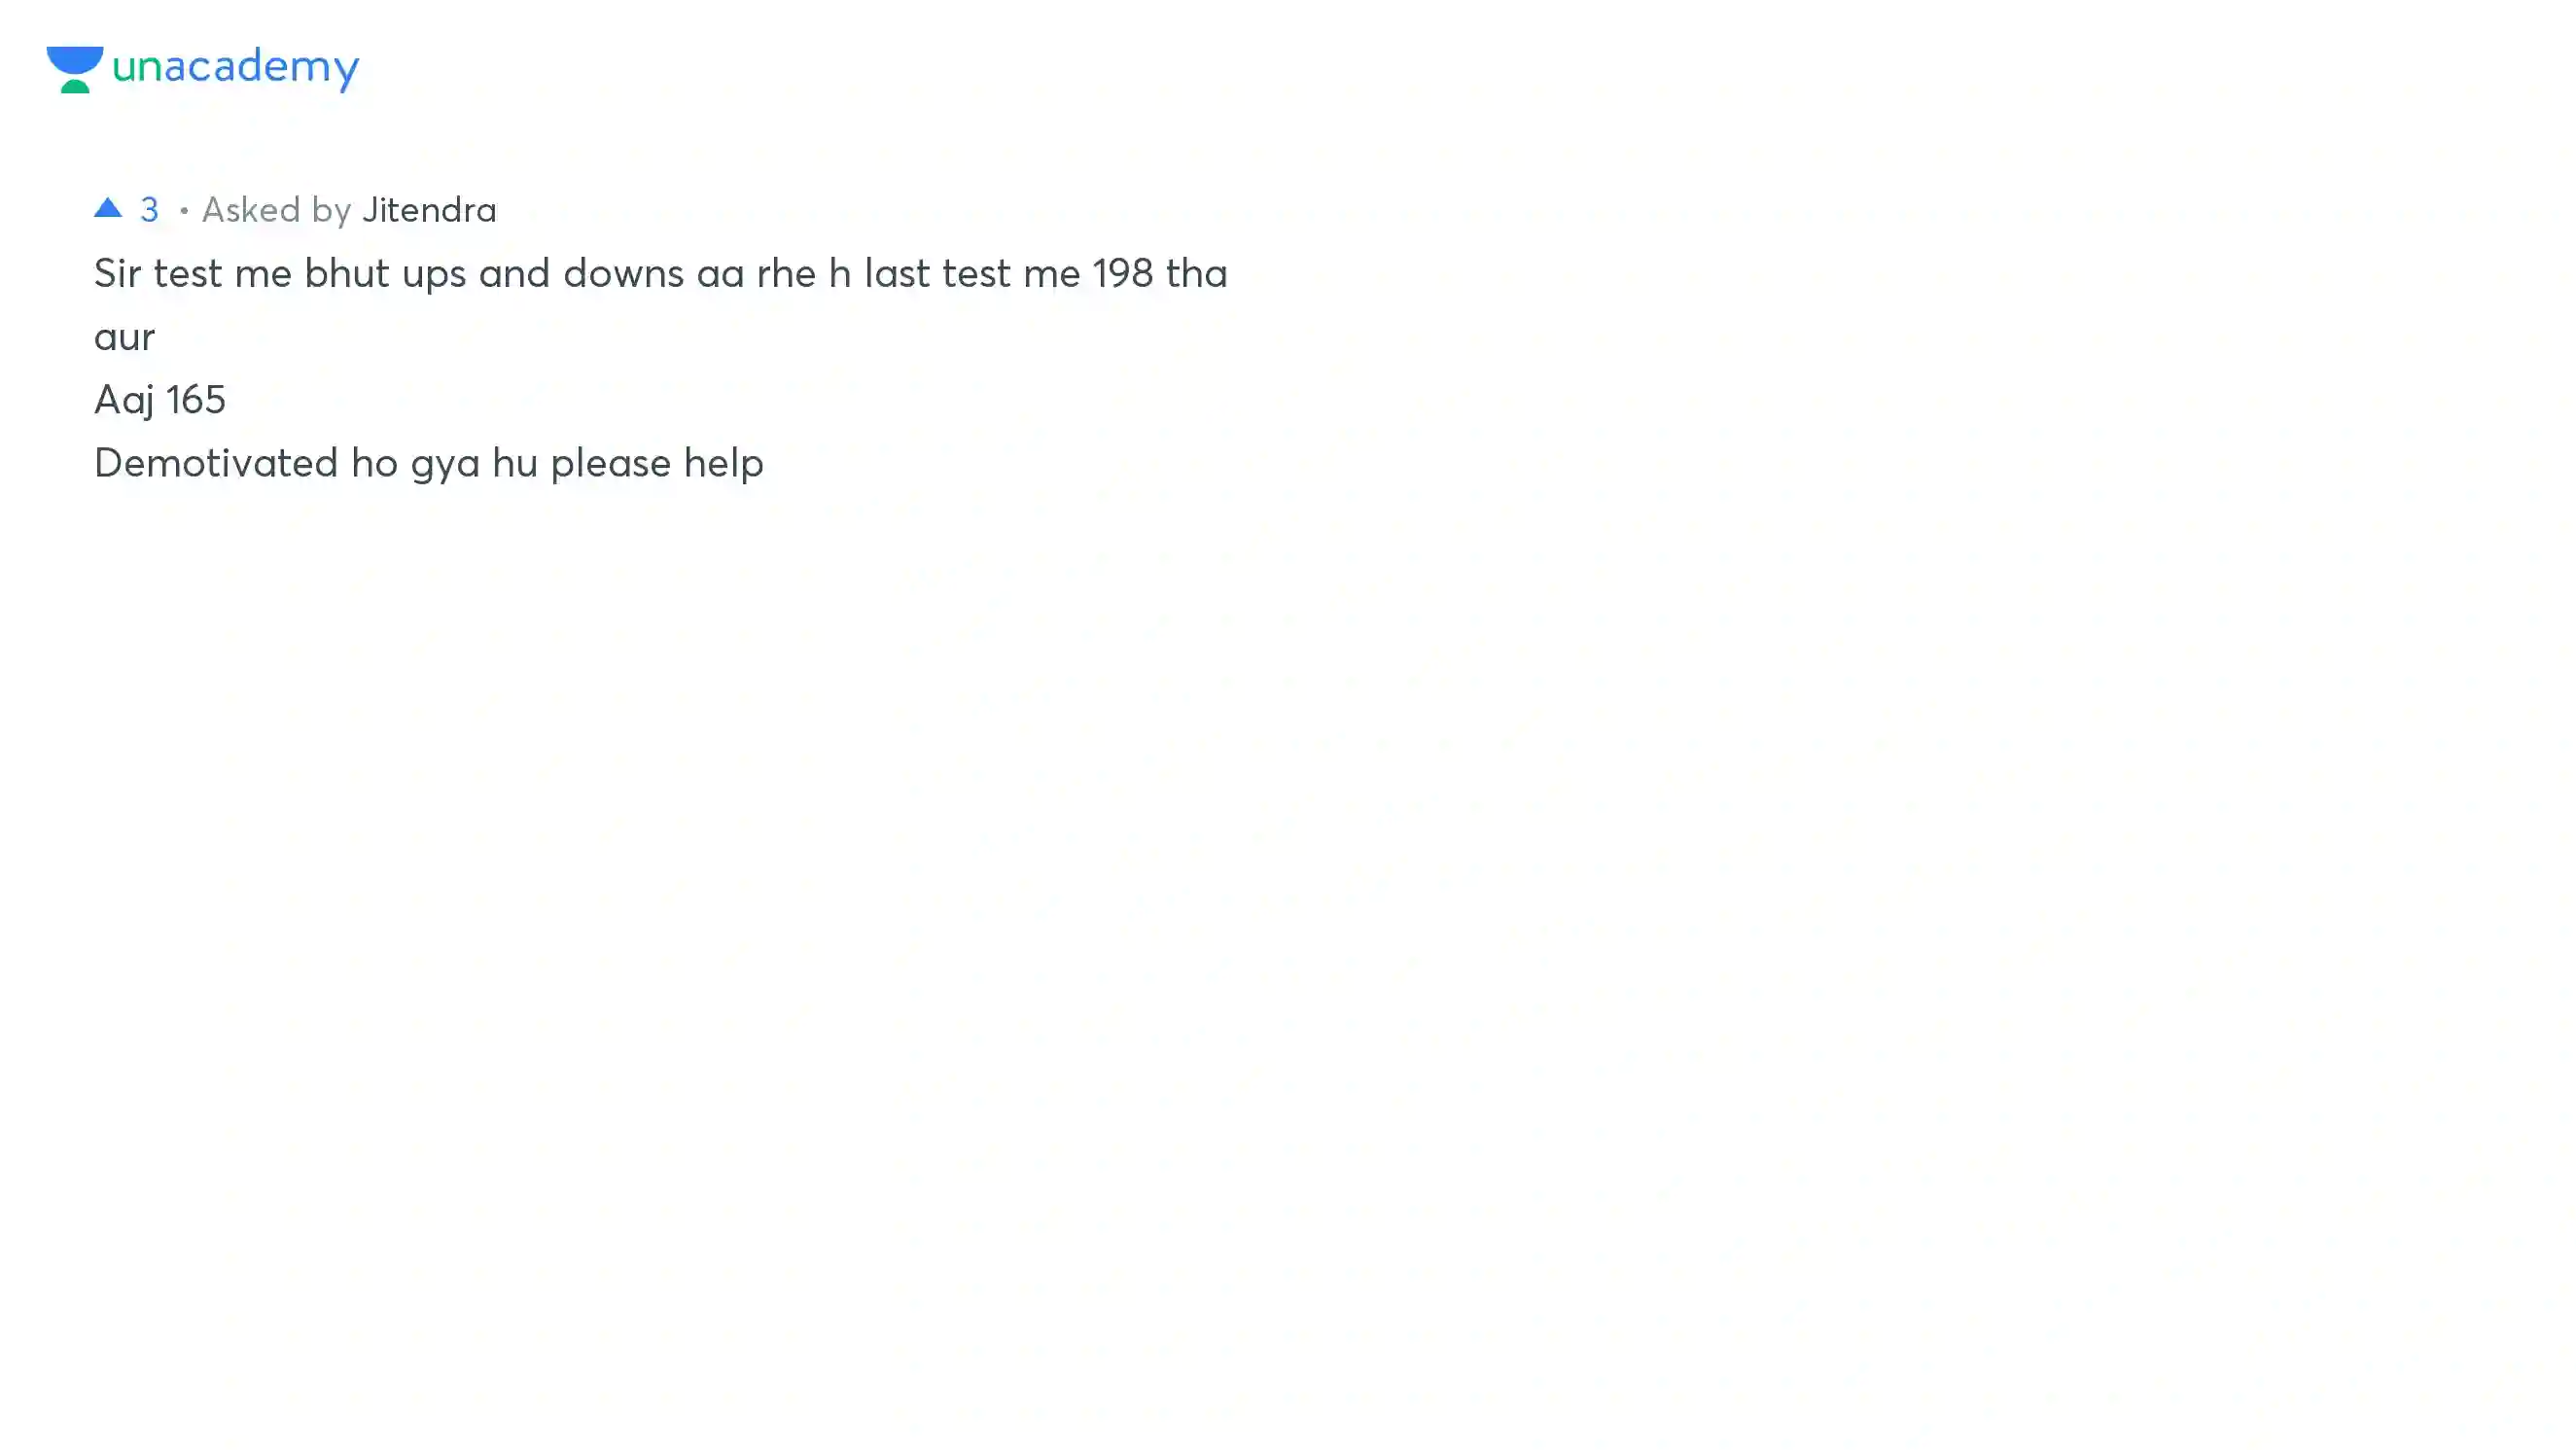 unacademy
▲ 3 • Asked by Jitendra
Sir test me bhut ups and downs aa rhe h last test me 198 tha
aur
Aaj 165
Demotivated ho gya hu please help